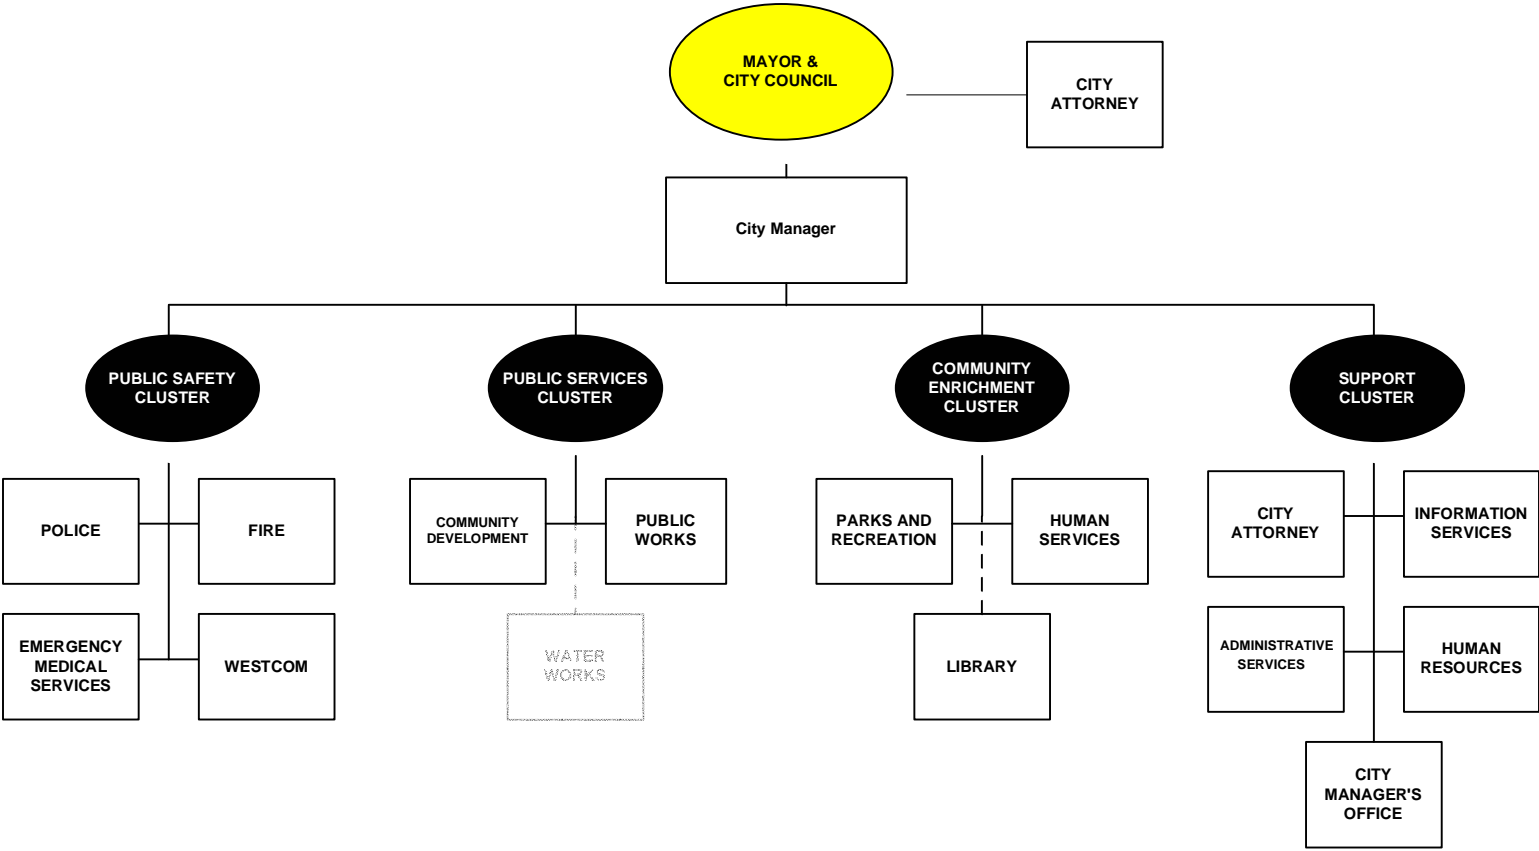 MAYOR &
CITY COUNCIL
CITY
ATTORNEY
City Manager
PUBLIC SAFETY
CLUSTER
PUBLIC SERVICES
CLUSTER
COMMUNITY
ENRICHMENT
CLUSTER
SUPPORT
CLUSTER
POLICE
FIRE
EMERGENCY
MEDICAL
SERVICES
WESTCOM
COMMUNITY
DEVELOPMENT
PUBLIC
WORKS
WATER
WORKS
PARKS AND
RECREATION
HUMAN
SERVICES
LIBRARY
CITY
ATTORNEY
INFORMATION
SERVICES
ADMINISTRATIVE
SERVICES
HUMAN
RESOURCES
CITY
MANAGER'S
OFFICE